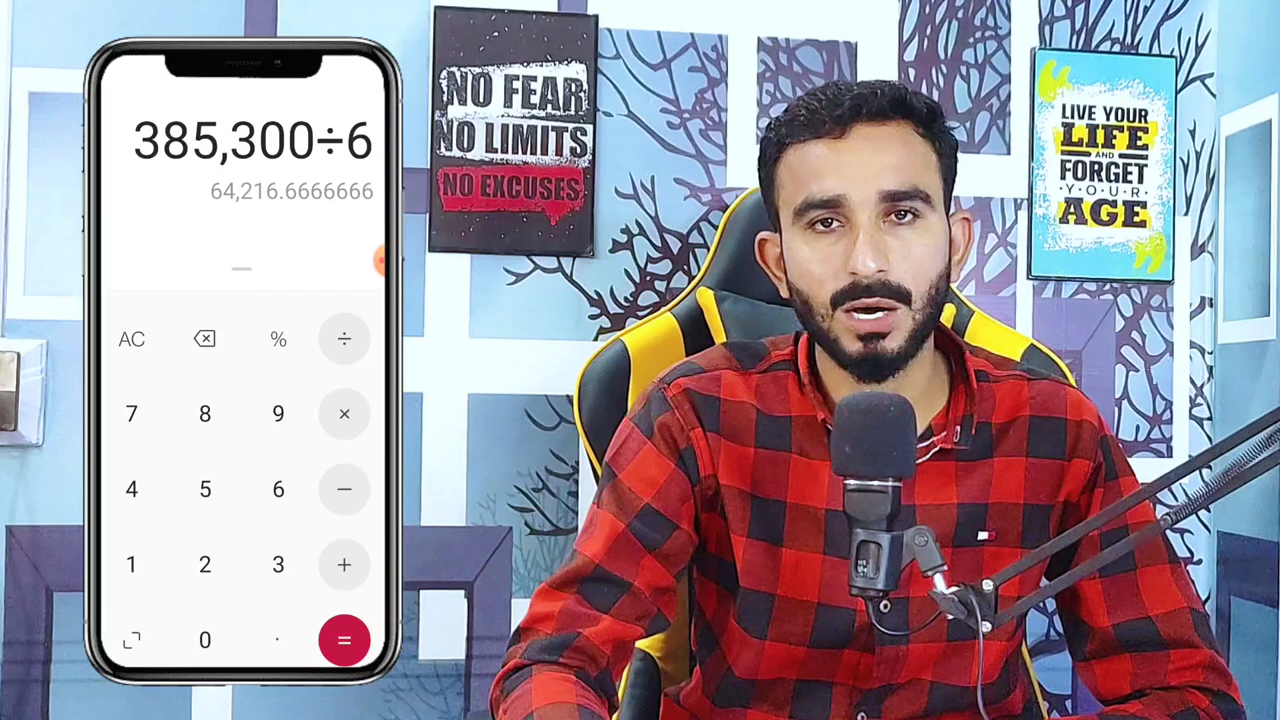 385,300÷6
64,216.6666666
AC % ÷
7 8 9 ×
4 5 6 −
1 2 3 +
0 . =
NO FEAR
NO LIMITS
NO EXCUSES
LIVE YOUR
LIFE
AND
FORGET
YOUR
AGE